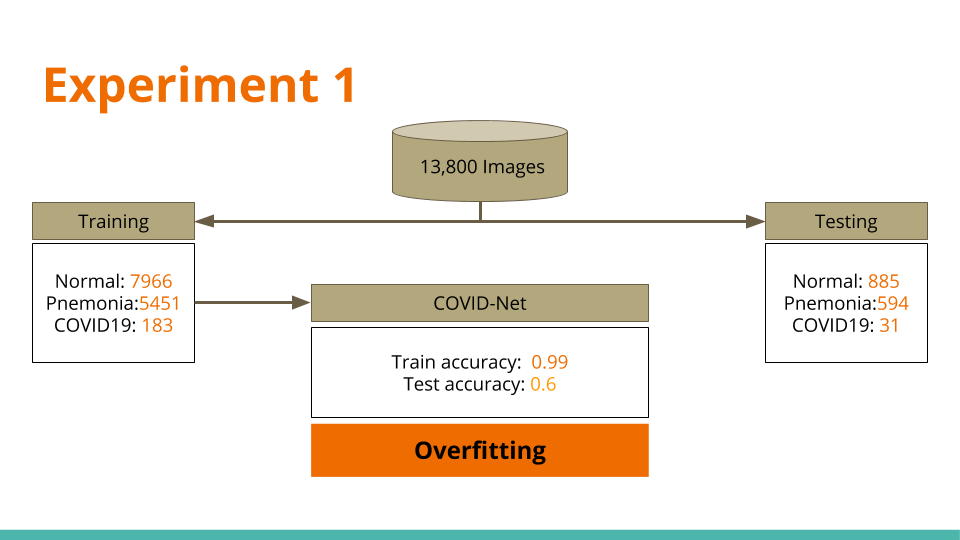 Experiment 1
13,800 Images
Training
Testing
Normal: 7966
Pnemonia:5451
COVID19: 183
Normal: 885
Pnemonia:594
COVID19: 31
COVID-Net
Train accuracy: 0.99
Test accuracy: 0.6
Overfitting